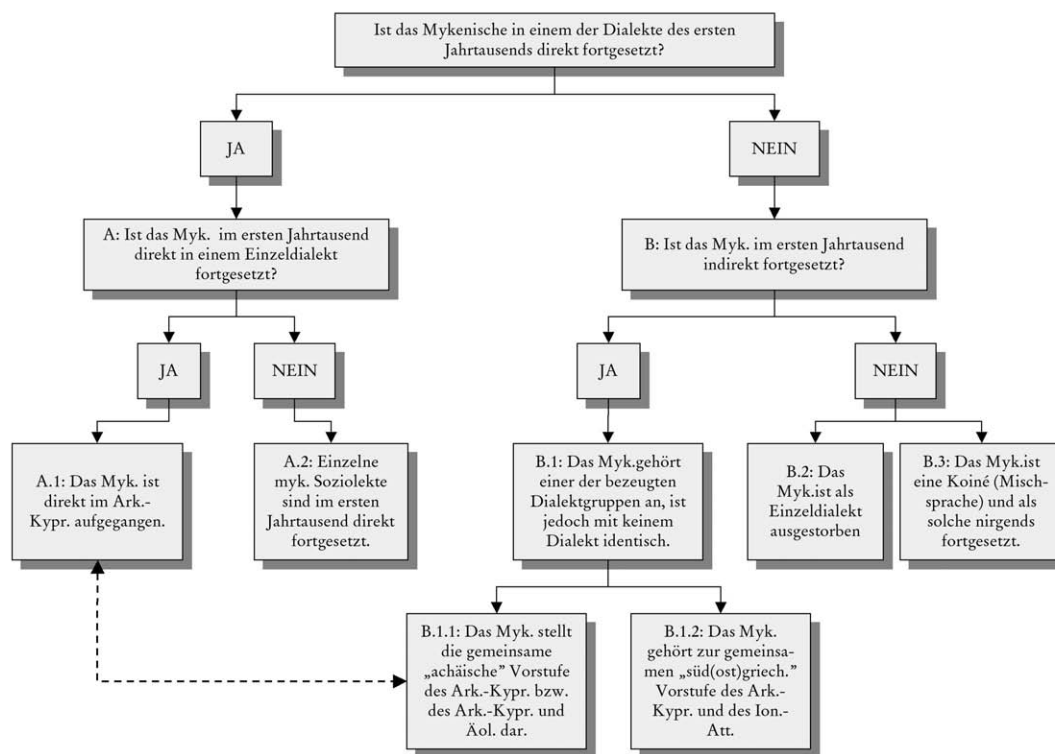 Ist das Mykenische in einem der Dialekte des ersten
Jahrtausends direkt fortgesetzt?
JA
NEIN
A: Ist das Myk. im ersten Jahrtausend
direkt in einem Einzeldialekt
fortgesetzt?
B: Ist das Myk. im ersten Jahrtausend
indirekt fortgesetzt?
JA
NEIN
JA
NEIN
A.1: Das Myk. ist
direkt im Ark.-
Kypr. aufgegangen.
A.2: Einzelne
myk. Soziolekte
sind im ersten
Jahrtausend direkt
fortgesetzt.
B.1: Das Myk.gehört
einer der bezeugten
Dialektgruppen an, ist
jedoch mit keinem
Dialekt identisch.
B.2: Das
Myk.ist als
Einzeldialekt
ausgestorben
B.3: Das Myk.ist
eine Koiné (Misch-
sprache) und als
solche nirgends
fortgesetzt.
B.1.1: Das Myk. stellt
die gemeinsame
„achäische” Vorstufe
des Ark.-Kypr. bzw.
des Ark.-Kypr. und
Äol. dar.
B.1.2: Das Myk.
gehört zur gemeinsa-
men „süd(ost)griech.”
Vorstufe des Ark.-
Kypr. und des Ion.-
Att.